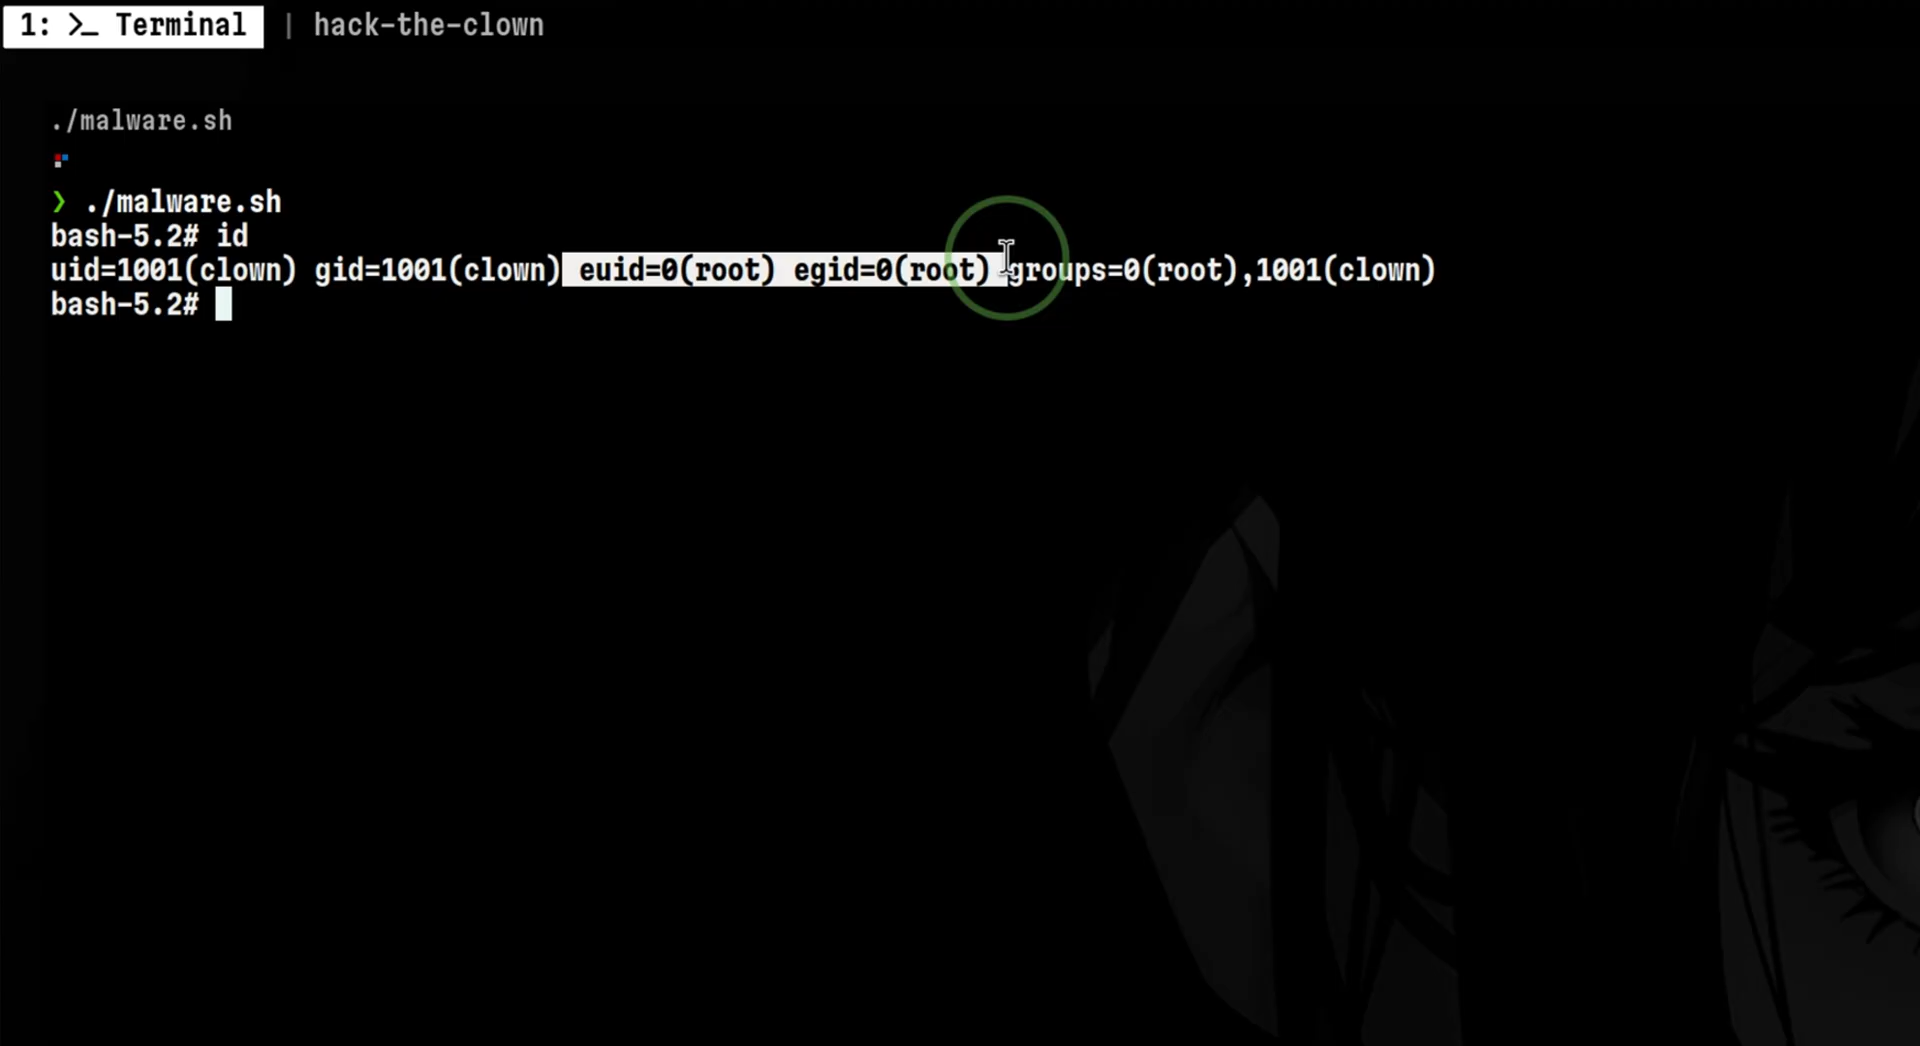 1: >_ Terminal | hack-the-clown
./malware.sh
❯ ./malware.sh
bash-5.2# id
uid=1001(clown) gid=1001(clown) euid=0(root) egid=0(root) groups=0(root),1001(clown)
bash-5.2#